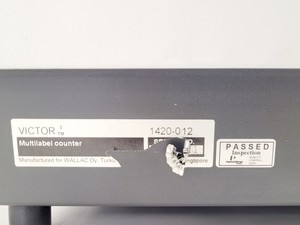 VICTOR 3
TM
1420-012
Multilabel counter
Manufactured for WALLAC Oy, Turku
Singapore
PASSED
Inspection